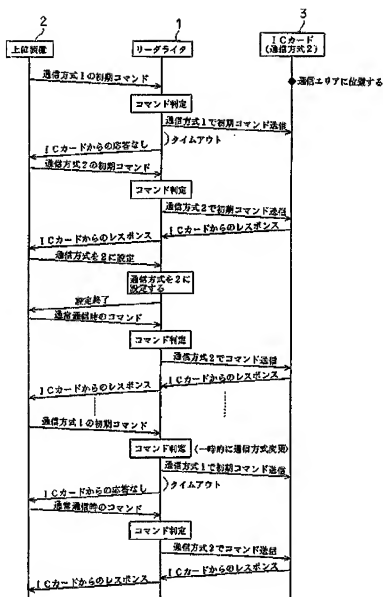 2
1
3
上位装置
リーダライタ
ICカード
(通信方式2)
通信方式1の初期コマンド
通信エリアに位置する
コマンド判定
通信方式1で初期コマンド送信
タイムアウト
ICカードからの応答なし
通信方式2の初期コマンド
コマンド判定
通信方式2で初期コマンド送信
ICカードからのレスポンス
ICカードからのレスポンス
通信方式を2に設定
通信方式を2に
設定する
設定終了
通常通信時のコマンド
コマンド判定
通信方式2でコマンド送信
ICカードからのレスポンス
ICカードからのレスポンス
通信方式1の初期コマンド
コマンド判定
(一時的に通信方式変更)
通信方式1で初期コマンド送信
タイムアウト
ICカードからの応答なし
通常通信時のコマンド
コマンド判定
通信方式2でコマンド送信
ICカードからのレスポンス
ICカードからのレスポンス